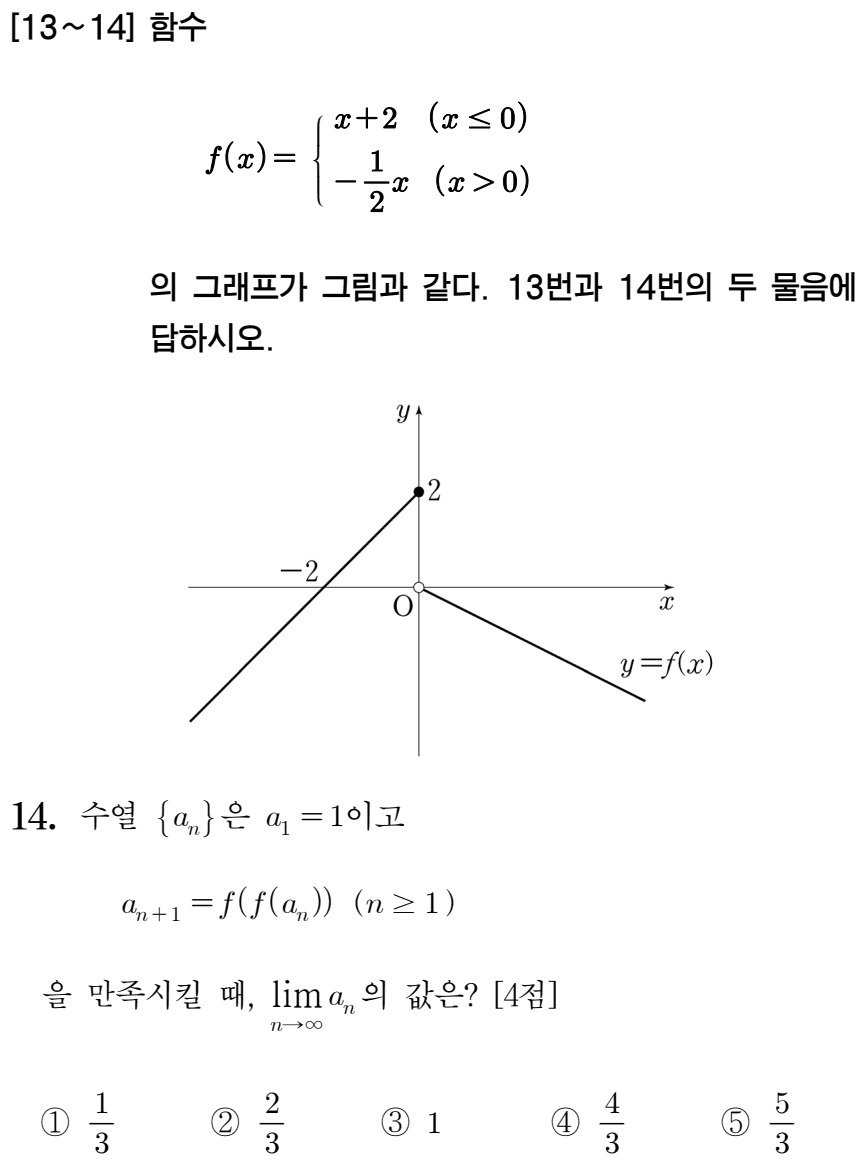 [13~14] 함수
f(x) = { x+2 (x ≤ 0)
-1/2 x (x > 0)
의 그래프가 그림과 같다. 13번과 14번의 두 물음에
답하시오.
y
2
-2
O
x
y=f(x)
14. 수열 {a_n}은 a_1 = 1이고
a_{n+1} = f(f(a_n)) (n ≥ 1)
을 만족시킬 때, lim_{n→∞} a_n의 값은? [4점]
① 1/3 ② 2/3 ③ 1 ④ 4/3 ⑤ 5/3